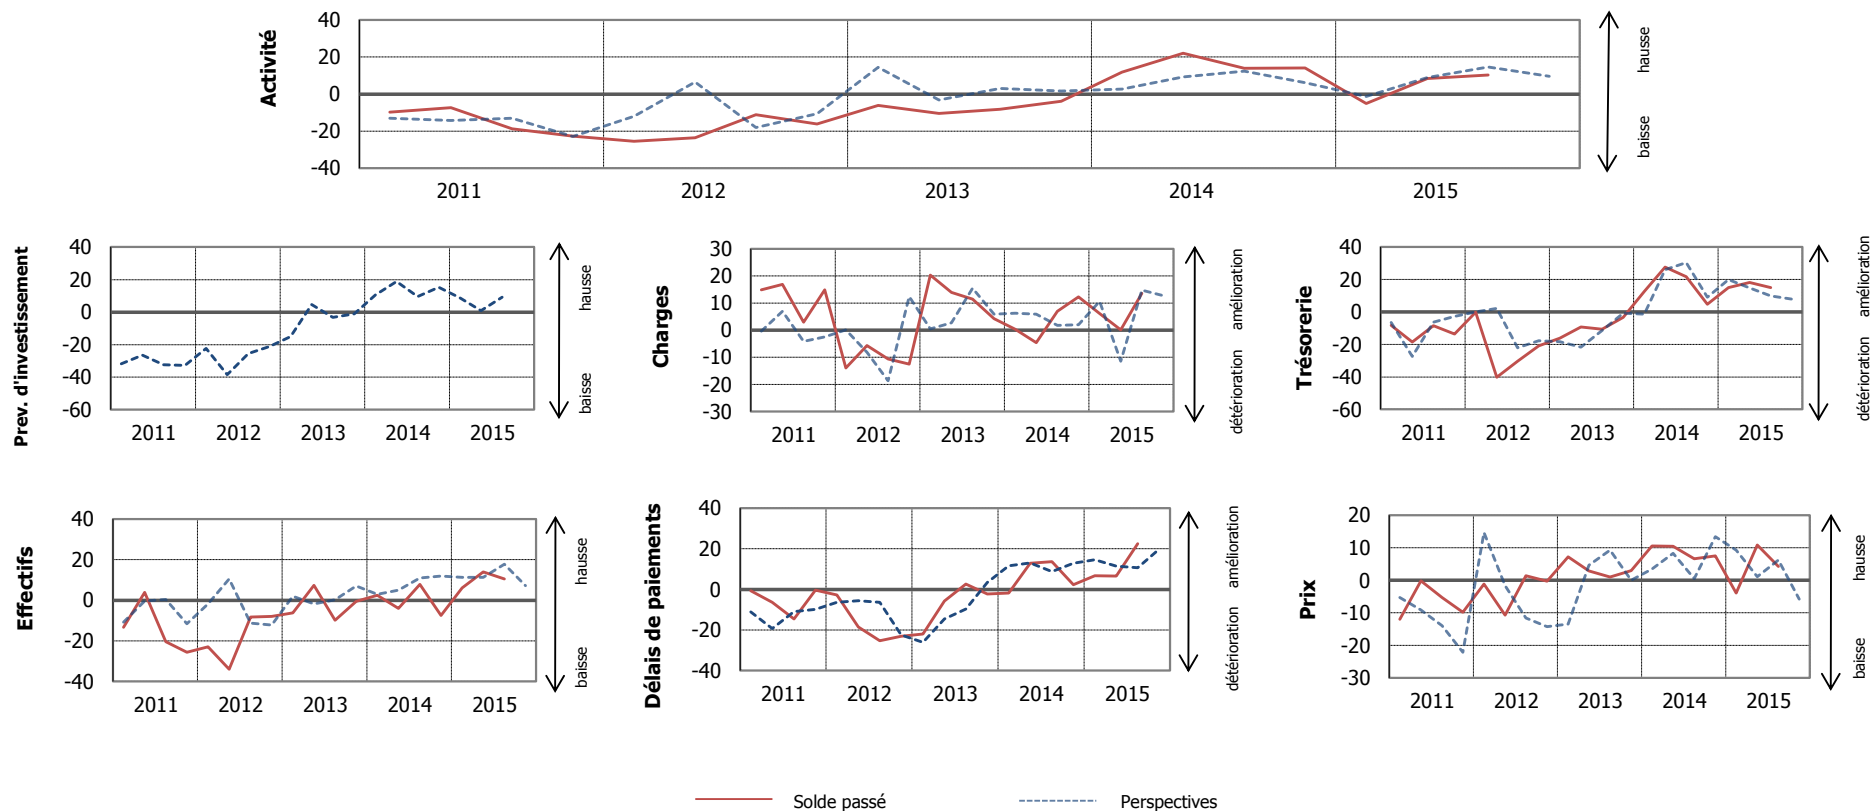 Activité
40
20
0
-20
-40
2011 2012 2013 2014 2015
hausse
baisse
Prev. d'investissement
40
20
0
-20
-40
-60
2011 2012 2013 2014 2015
hausse
baisse
Charges
30
20
10
0
-10
-20
-30
2011 2012 2013 2014 2015
amélioration
détérioration
Trésorerie
40
20
0
-20
-40
-60
2011 2012 2013 2014 2015
amélioration
détérioration
Effectifs
40
20
0
-20
-40
2011 2012 2013 2014 2015
hausse
baisse
Délais de paiements
40
20
0
-20
-40
2011 2012 2013 2014 2015
amélioration
détérioration
Prix
20
10
0
-10
-20
-30
2011 2012 2013 2014 2015
hausse
baisse
Solde passé Perspectives